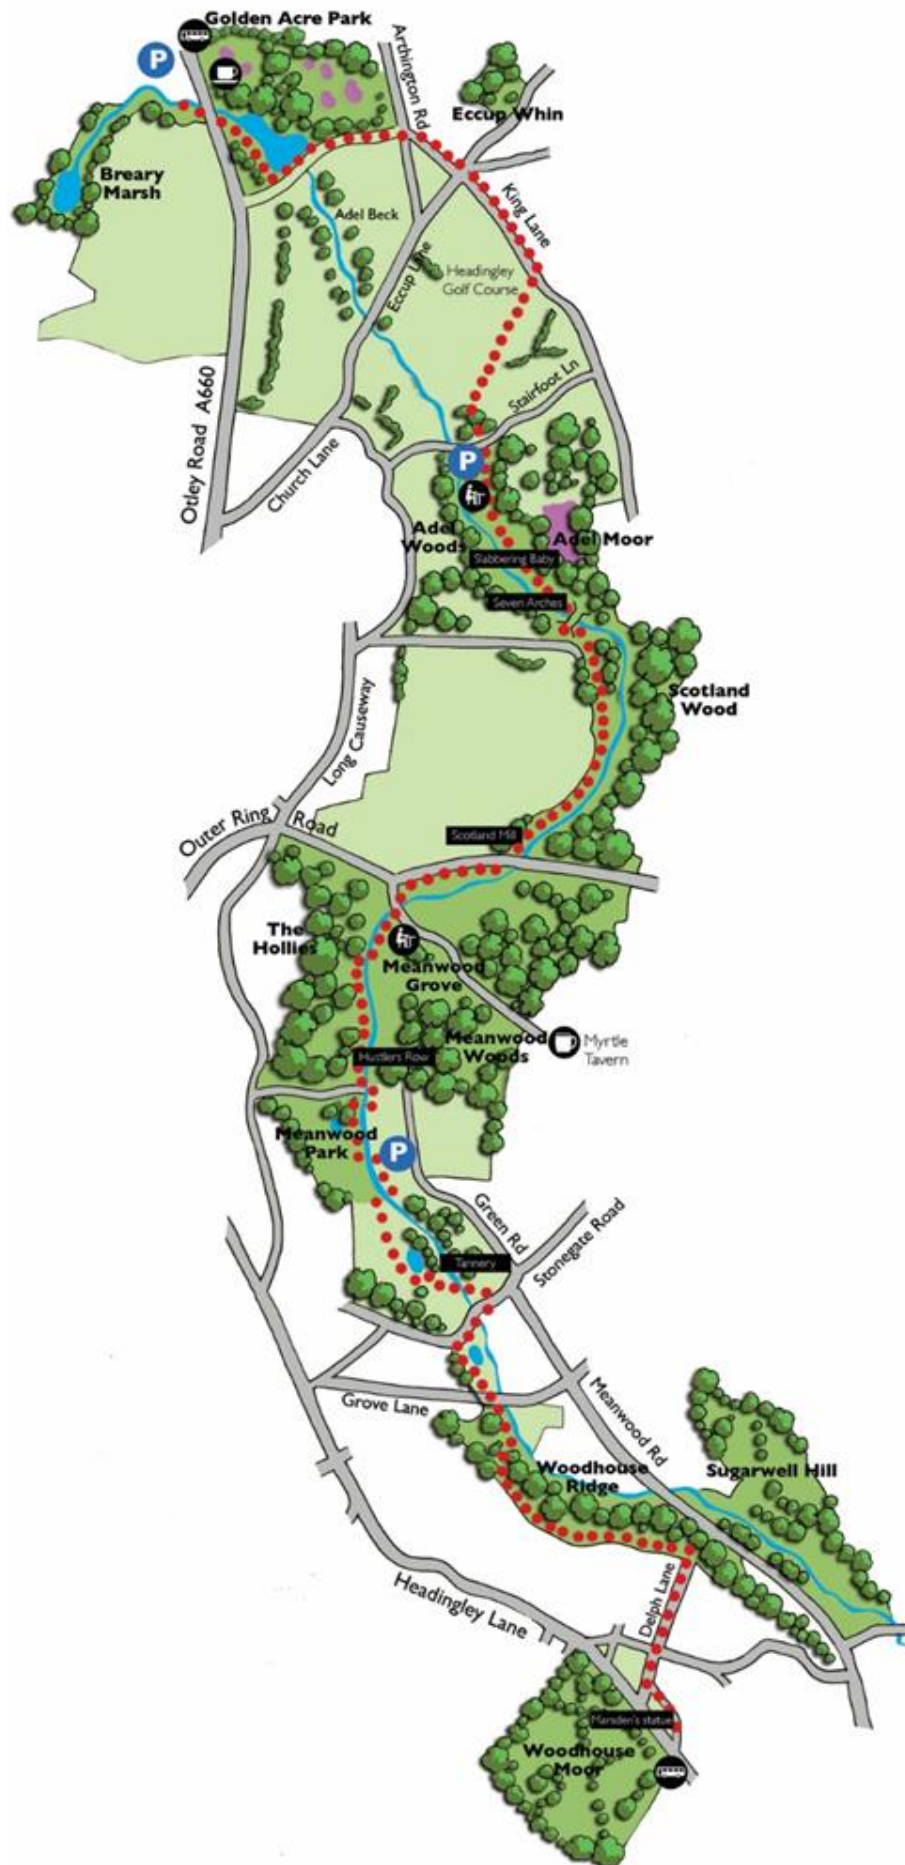 Golden Acre Park
P
Arthington Rd
Eccup Whin
Breary
Marsh
King Lane
Adel Beck
Eccup Lane
Headingley
Golf Course
Stairfoot Ln
Otley Road A660
Church Lane
P
Adel
Woods
Adel Moor
Slabbering Baby
Seven Arches
Scotland
Wood
Long Causeway
Outer Ring Road
Scotland Mill
The
Hollies
Meanwood
Grove
Meanwood
Woods
Myrtle
Tavern
Hustlers Row
Meanwood
Park
P
Green Rd
Stonegate Road
Tannery
Grove Lane
Meanwood Rd
Woodhouse
Ridge
Sugarwell Hill
Headingley Lane
Delph Lane
Marsden's statue
Woodhouse
Moor